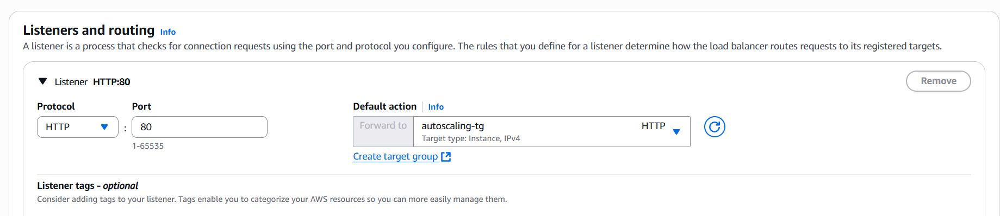 Listeners and routing Info
A listener is a process that checks for connection requests using the port and protocol you configure. The rules that you define for a listener determine how the load balancer routes requests to its registered targets.
Listener HTTP:80
Remove
Protocol
Port
Default action
Info
HTTP
:
80
Forward to
autoscaling-tg
HTTP
Target type: Instance, IPv4
1-65535
Create target group
Listener tags - optional
Consider adding tags to your listener. Tags enable you to categorize your AWS resources so you can more easily manage them.